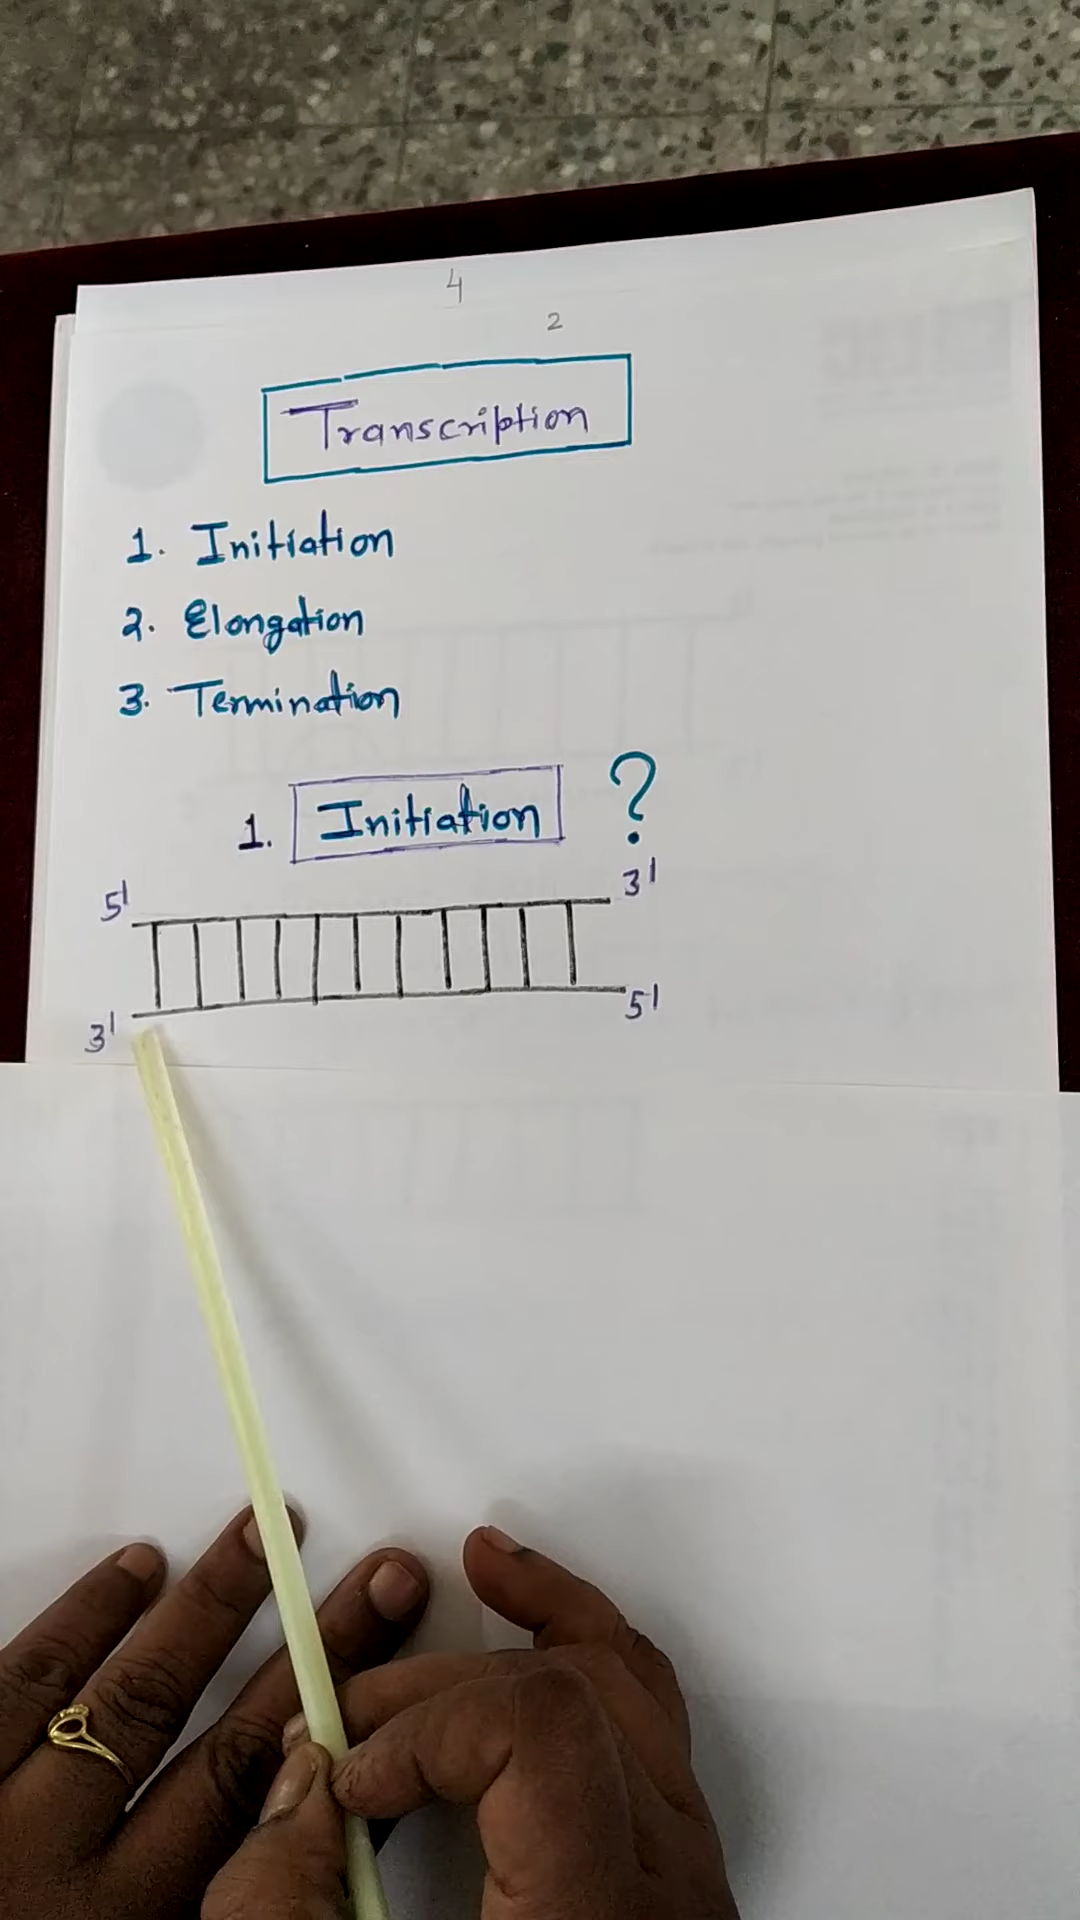 4
2
Transcription
1. Initiation
2. Elongation
3. Termination
1. Initiation ?
5' 3'
3' 5'